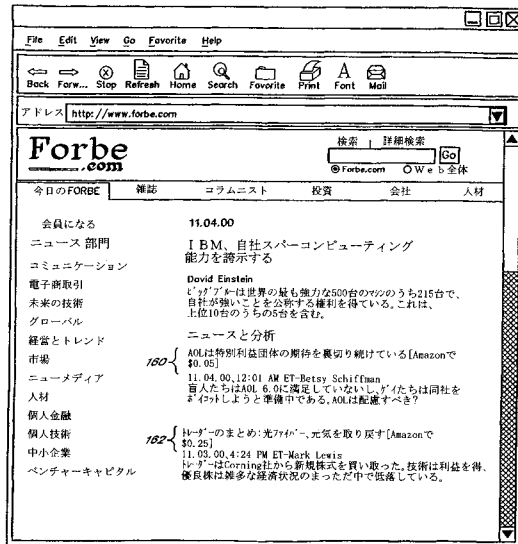 File Edit View Go Favorite Help
Back Forw... Stop Refresh Home Search Favorite Print Font Mail
アドレス http://www.forbe.com
Forbe
.com
検索 | 詳細検索
Go
Forbe.com Web全体
今日のFORBE 雑誌 コラムニスト 投資 会社 人材
会員になる
ニュース 部門
コミュニケーション
電子商取引
未来の技術
グローバル
経営とトレンド
市場
ニューメディア
人材
個人金融
個人技術
中小企業
ベンチャーキャピタル
11.04.00
IBM、自社スパーコンピューティング
能力を誇示する
David Einstein
ビッグブルーは世界の最も強力な500台のマシンのうち215台で、
自社が強いことを公称する権利を得ている。これは、
上位10台のうちの5台を含む。
ニュースと分析
160
AOLは特別利益団体の期待を裏切り続けている[Amazonで
$0.05]
11.04.00,12:01 AM ET-Betsy Schiffman
盲人たちはAOL 6.0に満足していないし、ゲイたちは同社を
ボイコットしようと準備中である。AOLは配慮すべき?
162
トレーダーのまとめ:光ファイバー、元気を取り戻す[Amazonで
$0.25]
11.03.00,4:24 PM ET-Mark Lewis
トレーダーはCorning社から新規株式を買い取った。技術は利益を得、
優良株は雑多な経済状況のまっただ中で低落している。